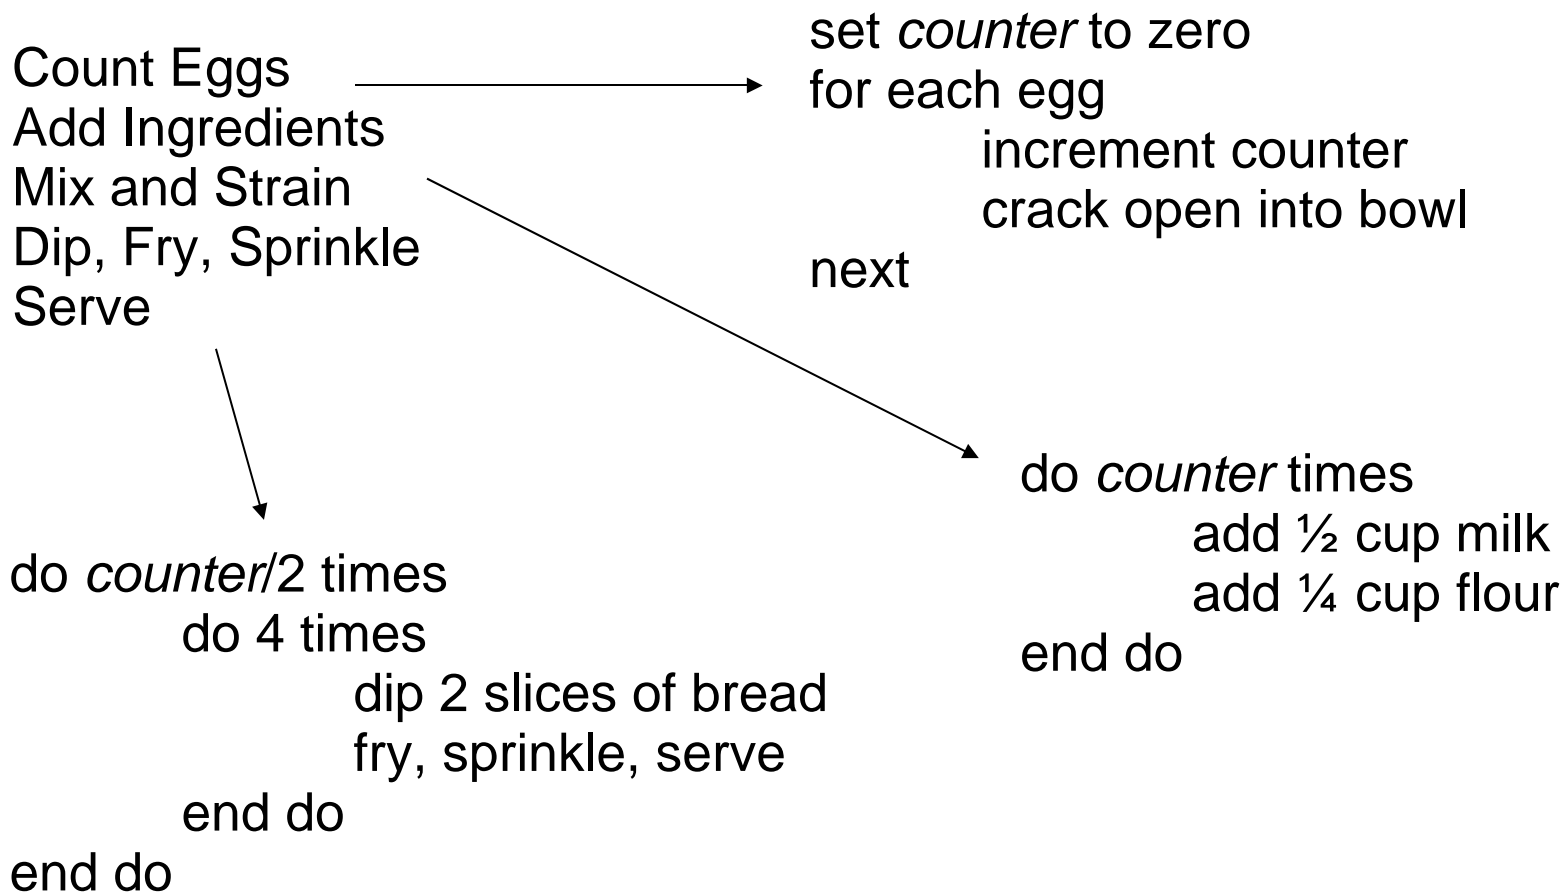 Count Eggs
Add Ingredients
Mix and Strain
Dip, Fry, Sprinkle
Serve
set counter to zero
for each egg
increment counter
crack open into bowl
next
do counter times
add ½ cup milk
add ¼ cup flour
end do
do counter/2 times
do 4 times
dip 2 slices of bread
fry, sprinkle, serve
end do
end do